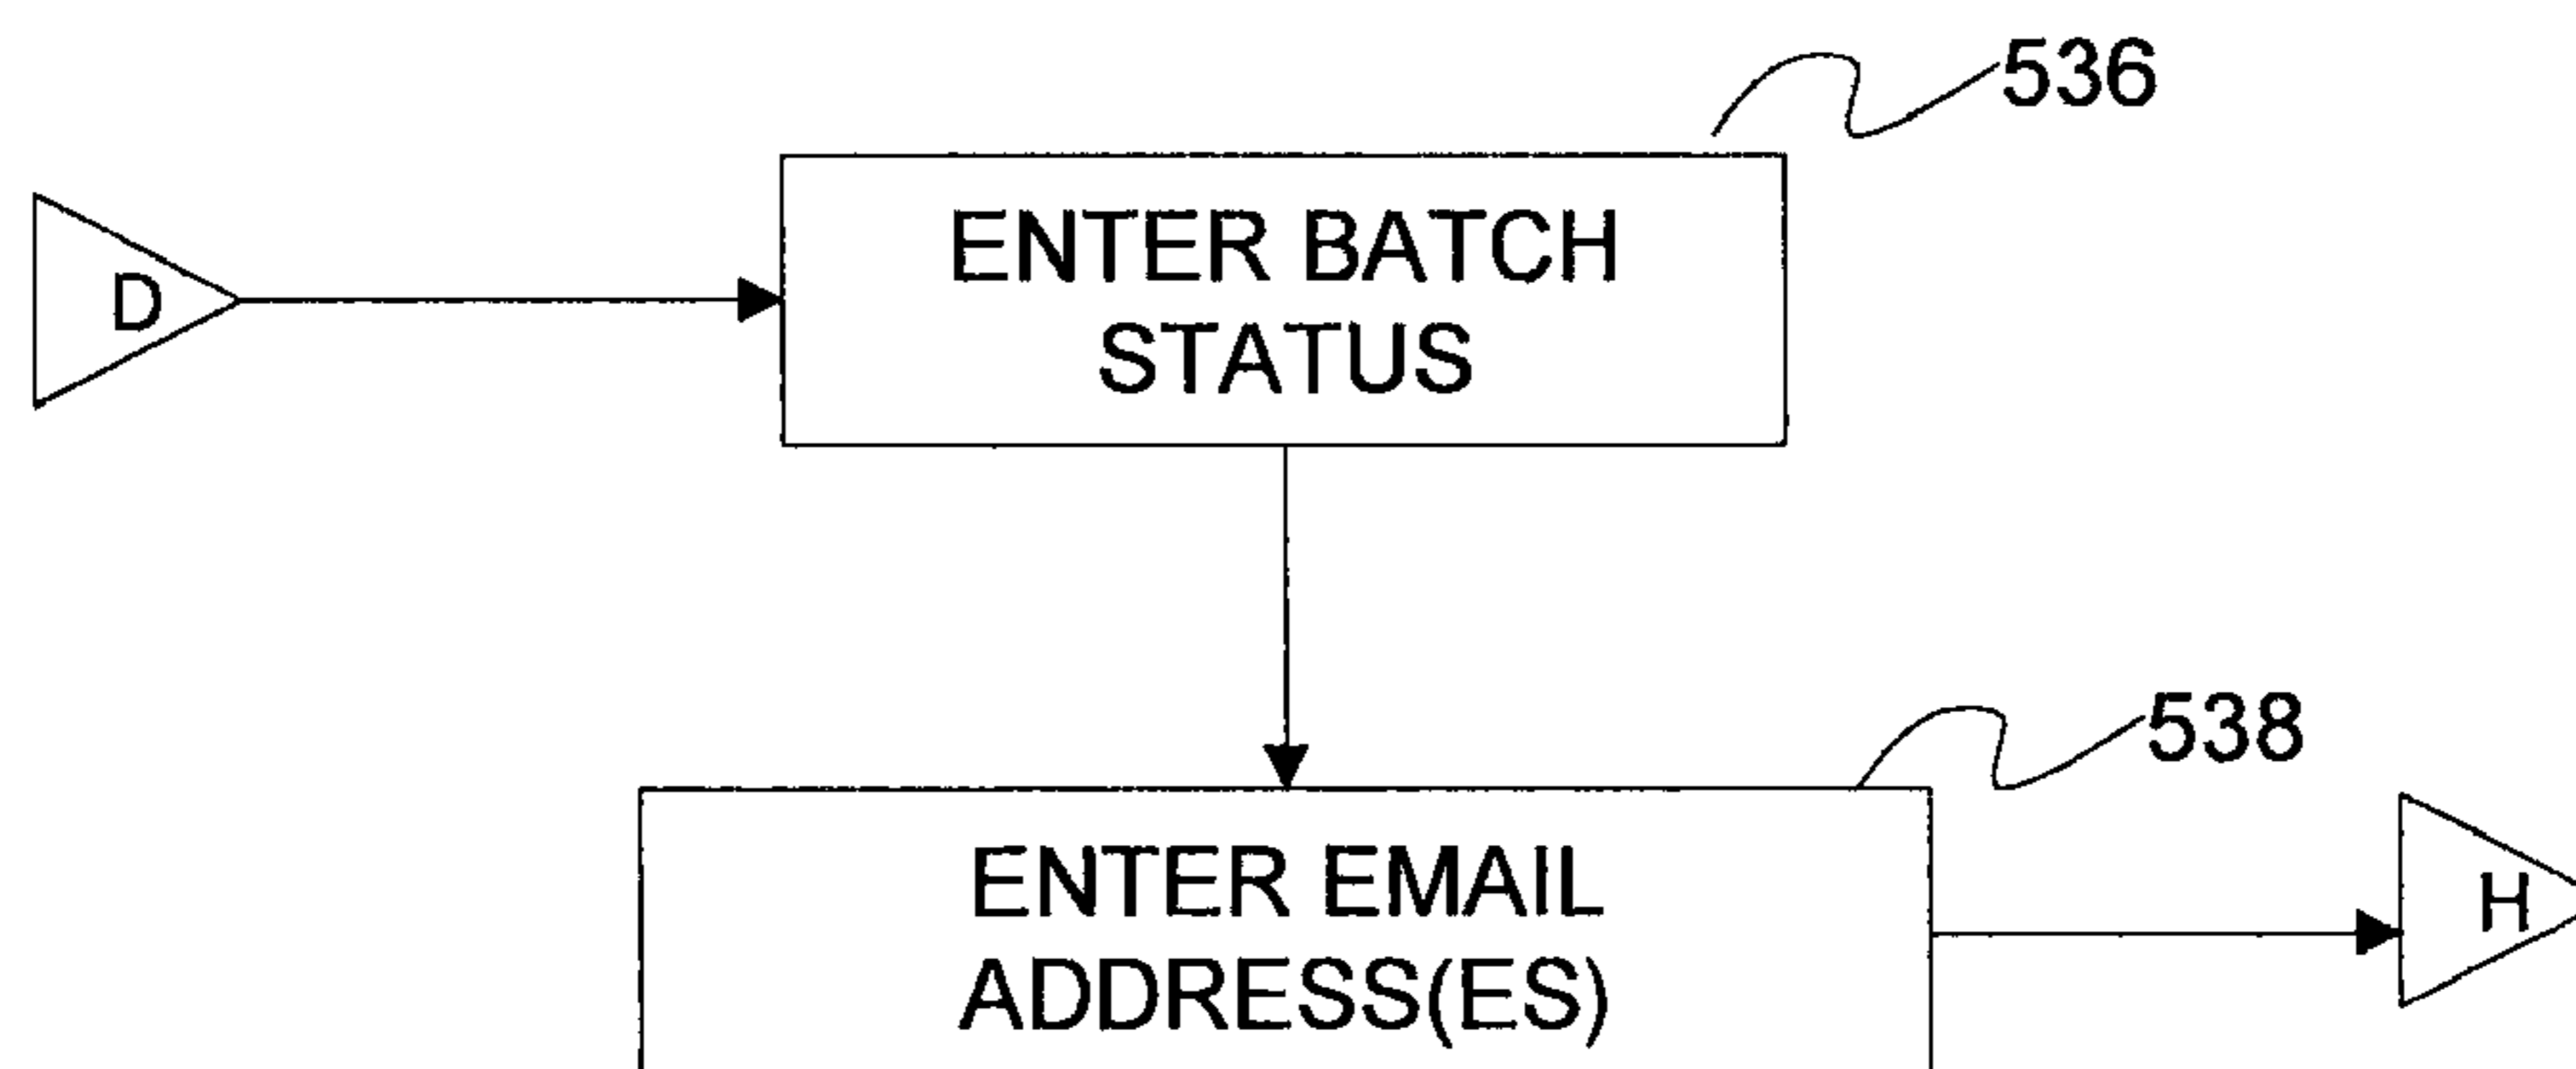 536
D
ENTER BATCH
STATUS
538
ENTER EMAIL
ADDRESS(ES)
H